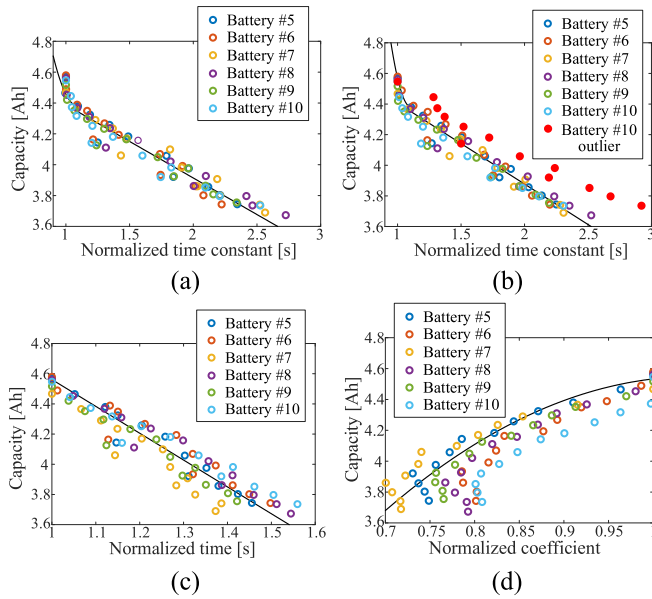 Battery #5
Battery #6
Battery #7
Battery #8
Battery #9
Battery #10
4.8
4.6
4.4
4.2
4
3.8
3.6
Capacity [Ah]
1
1.5
2
2.5
3
Normalized time constant [s]
(a)
Battery #5
Battery #6
Battery #7
Battery #8
Battery #9
Battery #10
Battery #10
outlier
4.8
4.6
4.4
4.2
4
3.8
3.6
Capacity [Ah]
1
1.5
2
2.5
3
Normalized time constant [s]
(b)
Battery #5
Battery #6
Battery #7
Battery #8
Battery #9
Battery #10
4.8
4.6
4.4
4.2
4
3.8
3.6
Capacity [Ah]
1
1.1
1.2
1.3
1.4
1.5
1.6
Normalized time [s]
(c)
Battery #5
Battery #6
Battery #7
Battery #8
Battery #9
Battery #10
4.8
4.6
4.4
4.2
4
3.8
3.6
Capacity [Ah]
0.7
0.75
0.8
0.85
0.9
0.95
Normalized coefficient
(d)